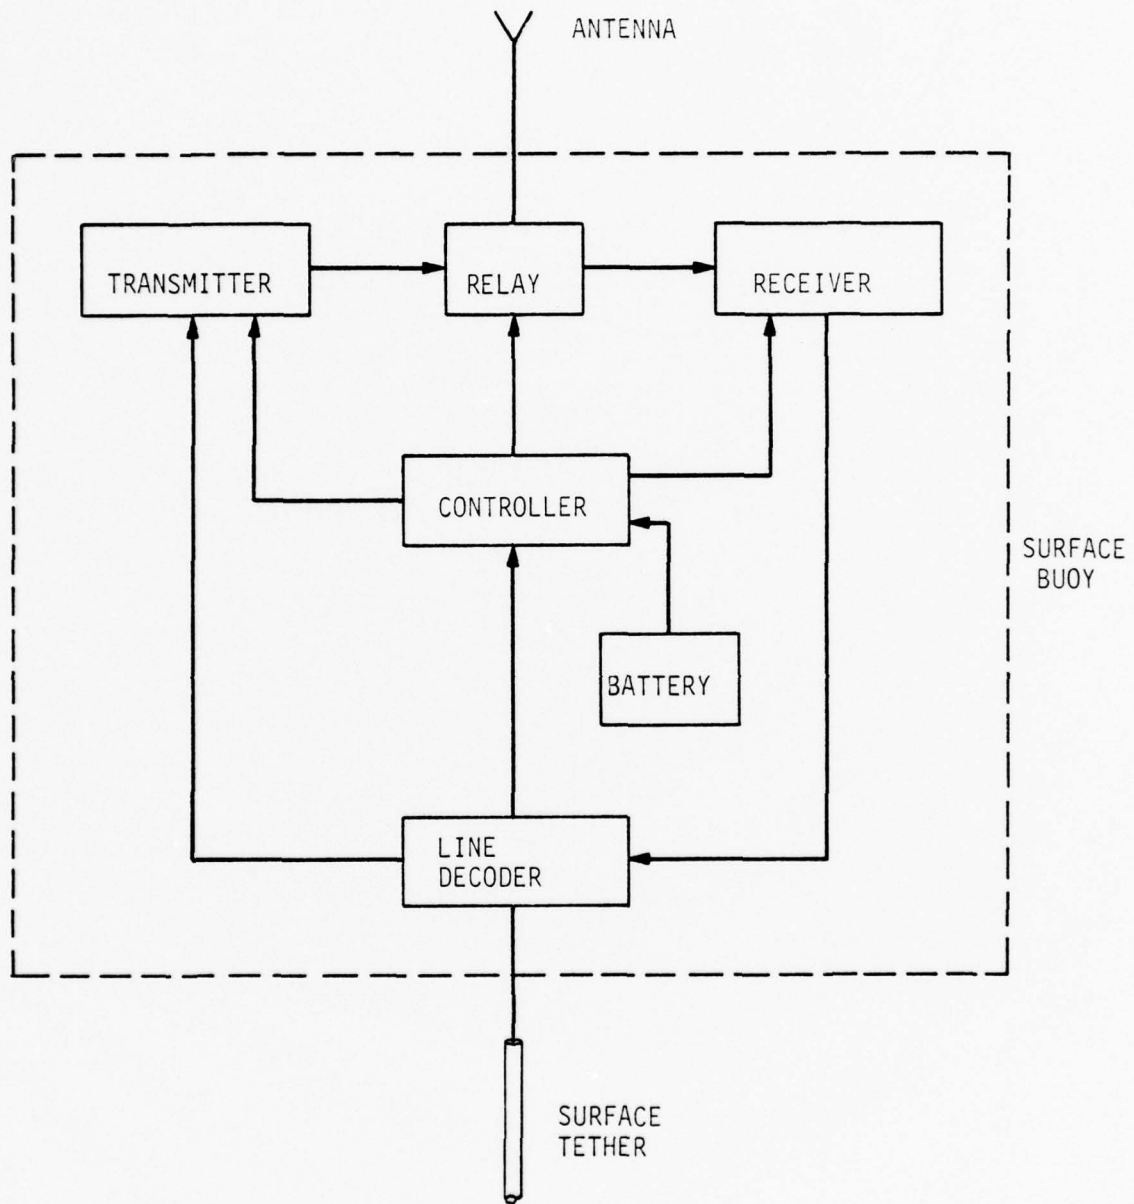 ANTENNA
TRANSMITTER
RELAY
RECEIVER
CONTROLLER
SURFACE
BUOY
BATTERY
LINE
DECODER
SURFACE
TETHER